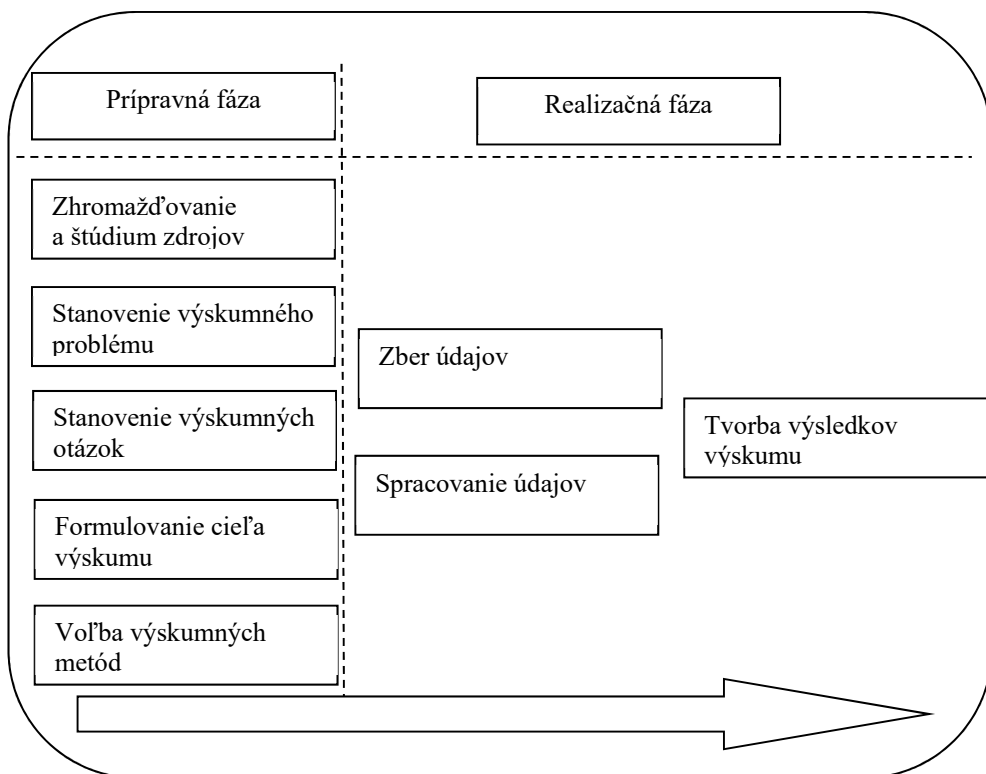 Prípravná fáza
Realizačná fáza
Zhromažďovanie
a štúdium zdrojov
Stanovenie výskumného
problému
Stanovenie výskumných
otázok
Formulovanie cieľa
výskumu
Voľba výskumných
metód
Zber údajov
Spracovanie údajov
Tvorba výsledkov
výskumu